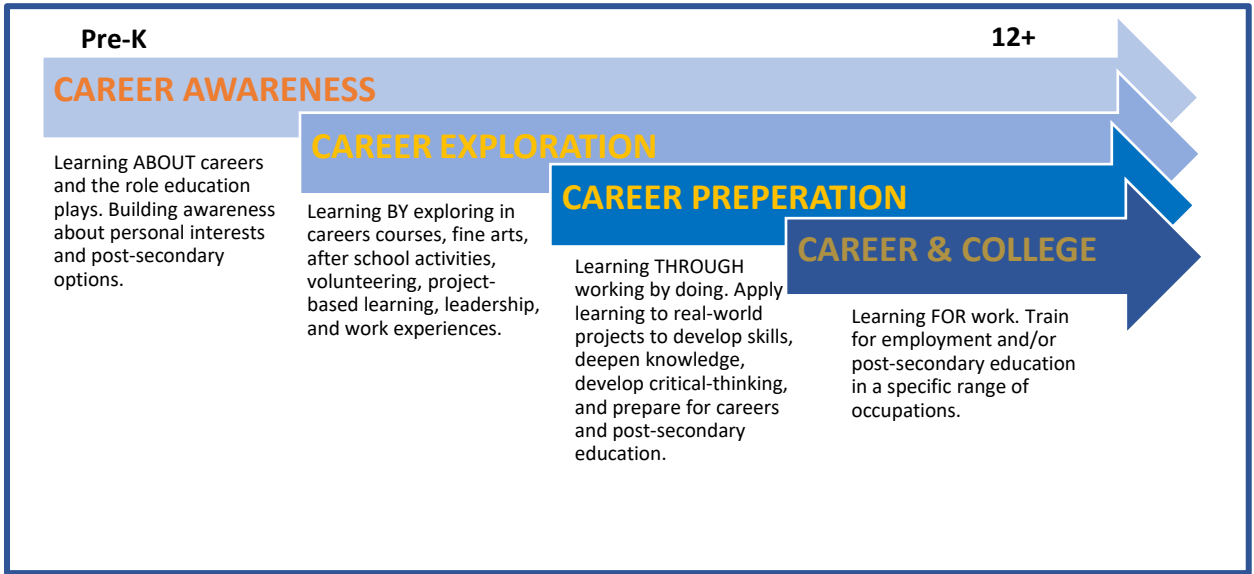 Pre-K
12+
CAREER AWARENESS
Learning ABOUT careers
and the role education
plays. Building awareness
about personal interests
and post-secondary
options.
CAREER EXPLORATION
Learning BY exploring in
careers courses, fine arts,
after school activities,
volunteering, project-
based learning, leadership,
and work experiences.
CAREER PREPERATION
Learning THROUGH
working by doing. Apply
learning to real-world
projects to develop skills,
deepen knowledge,
develop critical-thinking,
and prepare for careers
and post-secondary
education.
CAREER & COLLEGE
Learning FOR work. Train
for employment and/or
post-secondary education
in a specific range of
occupations.